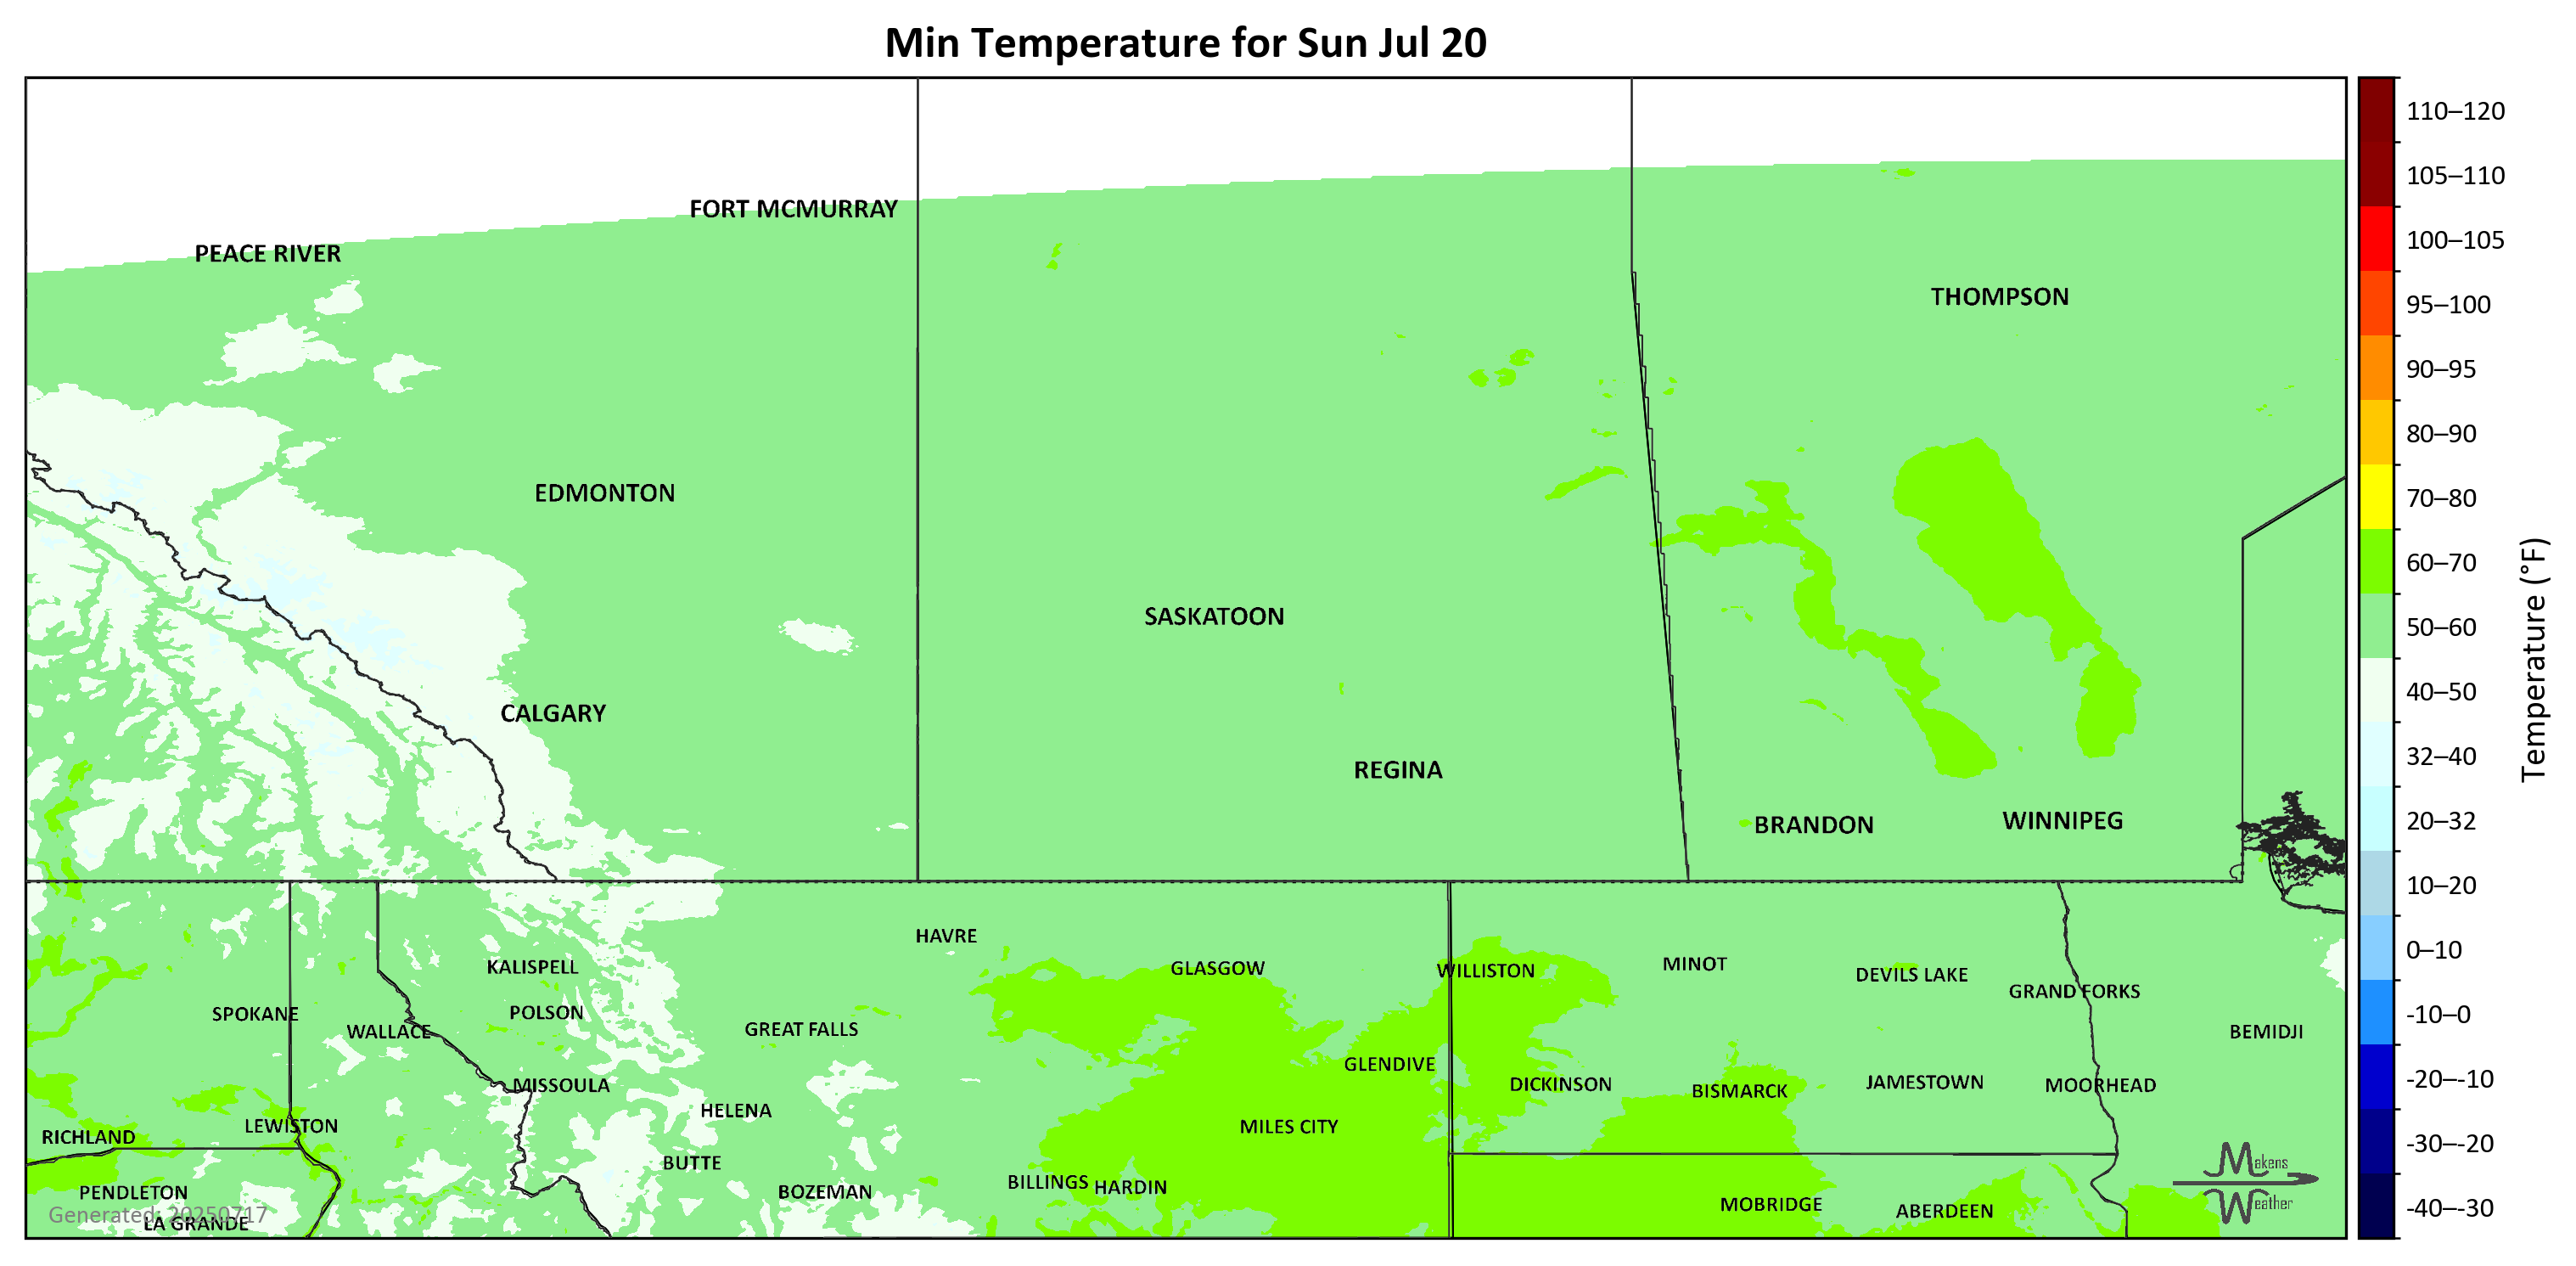 Min Temperature for Sun Jul 20
FORT MCMURRAY
PEACE RIVER
THOMPSON
EDMONTON
SASKATOON
CALGARY
REGINA
BRANDON
WINNIPEG
HAVRE
KALISPELL
GLASGOW
WILLISTON
MINOT
DEVILS LAKE
GRAND FORKS
SPOKANE
POLSON
WALLACE
GREAT FALLS
BEMIDJI
GLENDIVE
MISSOULA
DICKINSON
BISMARCK
JAMESTOWN
MOORHEAD
HELENA
LEWISTON
MILES CITY
RICHLAND
BUTTE
PENDLETON
BOZEMAN
BILLINGS
HARDIN
MOBRIDGE
ABERDEEN
Generated: 20250717
LA GRANDE
Makens
Weather
110–120
105–110
100–105
95–100
90–95
80–90
70–80
60–70
50–60
40–50
32–40
20–32
10–20
0–10
-10–0
-20–-10
-30–-20
-40–-30
Temperature (°F)